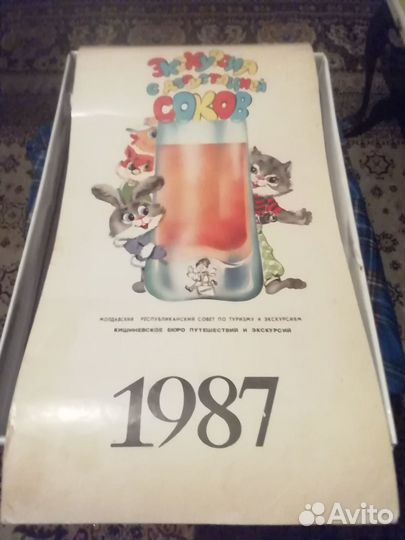 ЭКСКУРСИЯ
С ДЕГУСТАЦИЕЙ
СОКОВ
МОЛДАВСКИЙ РЕСПУБЛИКАНСКИЙ СОВЕТ ПО ТУРИЗМУ И ЭКСКУРСИЯМ
КИШИНЕВСКОЕ БЮРО ПУТЕШЕСТВИЙ И ЭКСКУРСИЙ
1987
Avito